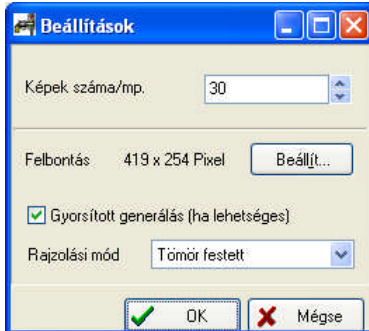 Beállítások
Képek száma/mp. 30
Felbontás 419 x 254 Pixel Beállít...
Gyorsított generálás (ha lehetséges)
Rajzolási mód Tömör festett
OK Mégse